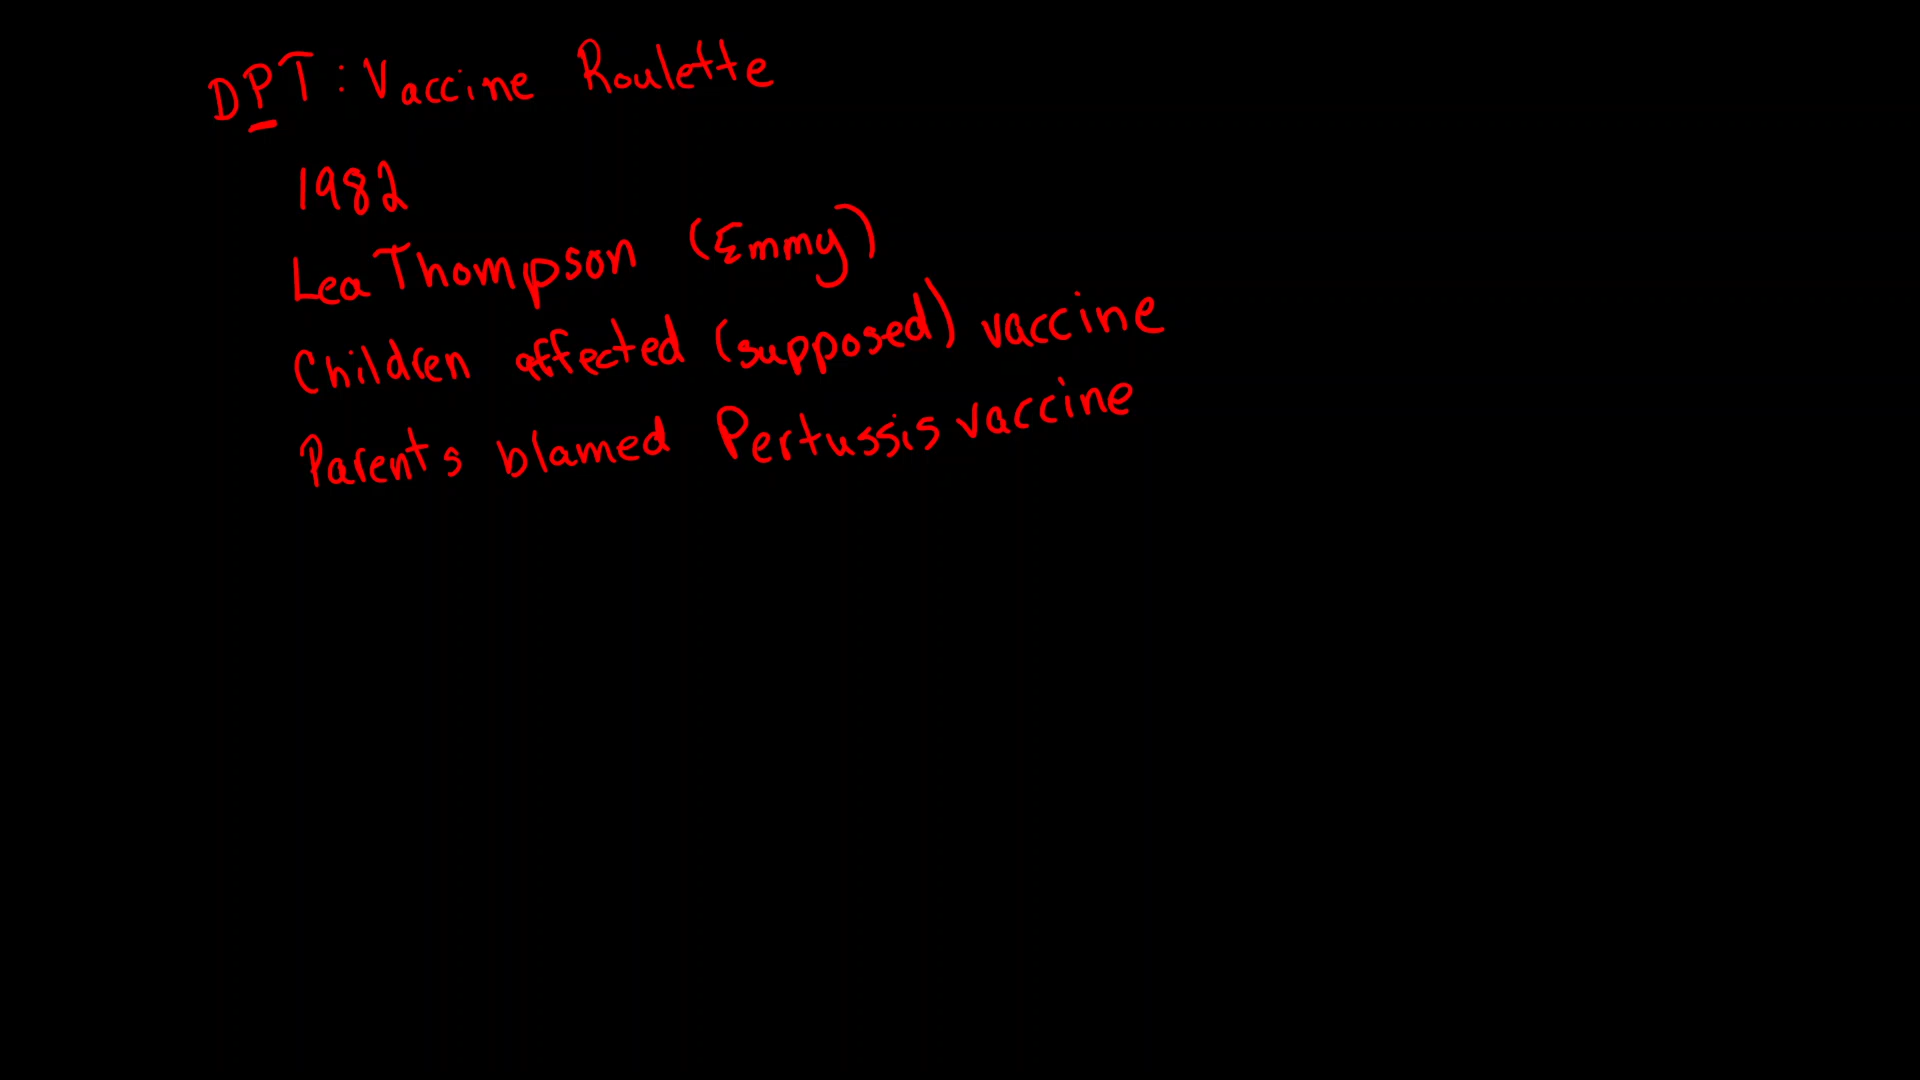 DPT: Vaccine Roulette
1982
Lea Thompson (Emmy)
Children affected (supposed) vaccine
Parents blamed Pertussis vaccine